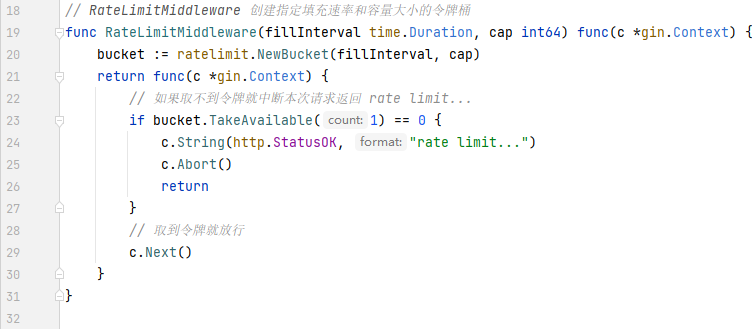 18 // RateLimitMiddleware 创建指定填充速率和容量大小的令牌桶
19 func RateLimitMiddleware(fillInterval time.Duration, cap int64) func(c *gin.Context) {
20     bucket := ratelimit.NewBucket(fillInterval, cap)
21     return func(c *gin.Context) {
22         // 如果取不到令牌就中断本次请求返回 rate limit...
23         if bucket.TakeAvailable( count: 1) == 0 {
24             c.String(http.StatusOK, format: "rate limit...")
25             c.Abort()
26             return
27         }
28         // 取到令牌就放行
29         c.Next()
30     }
31 }
32